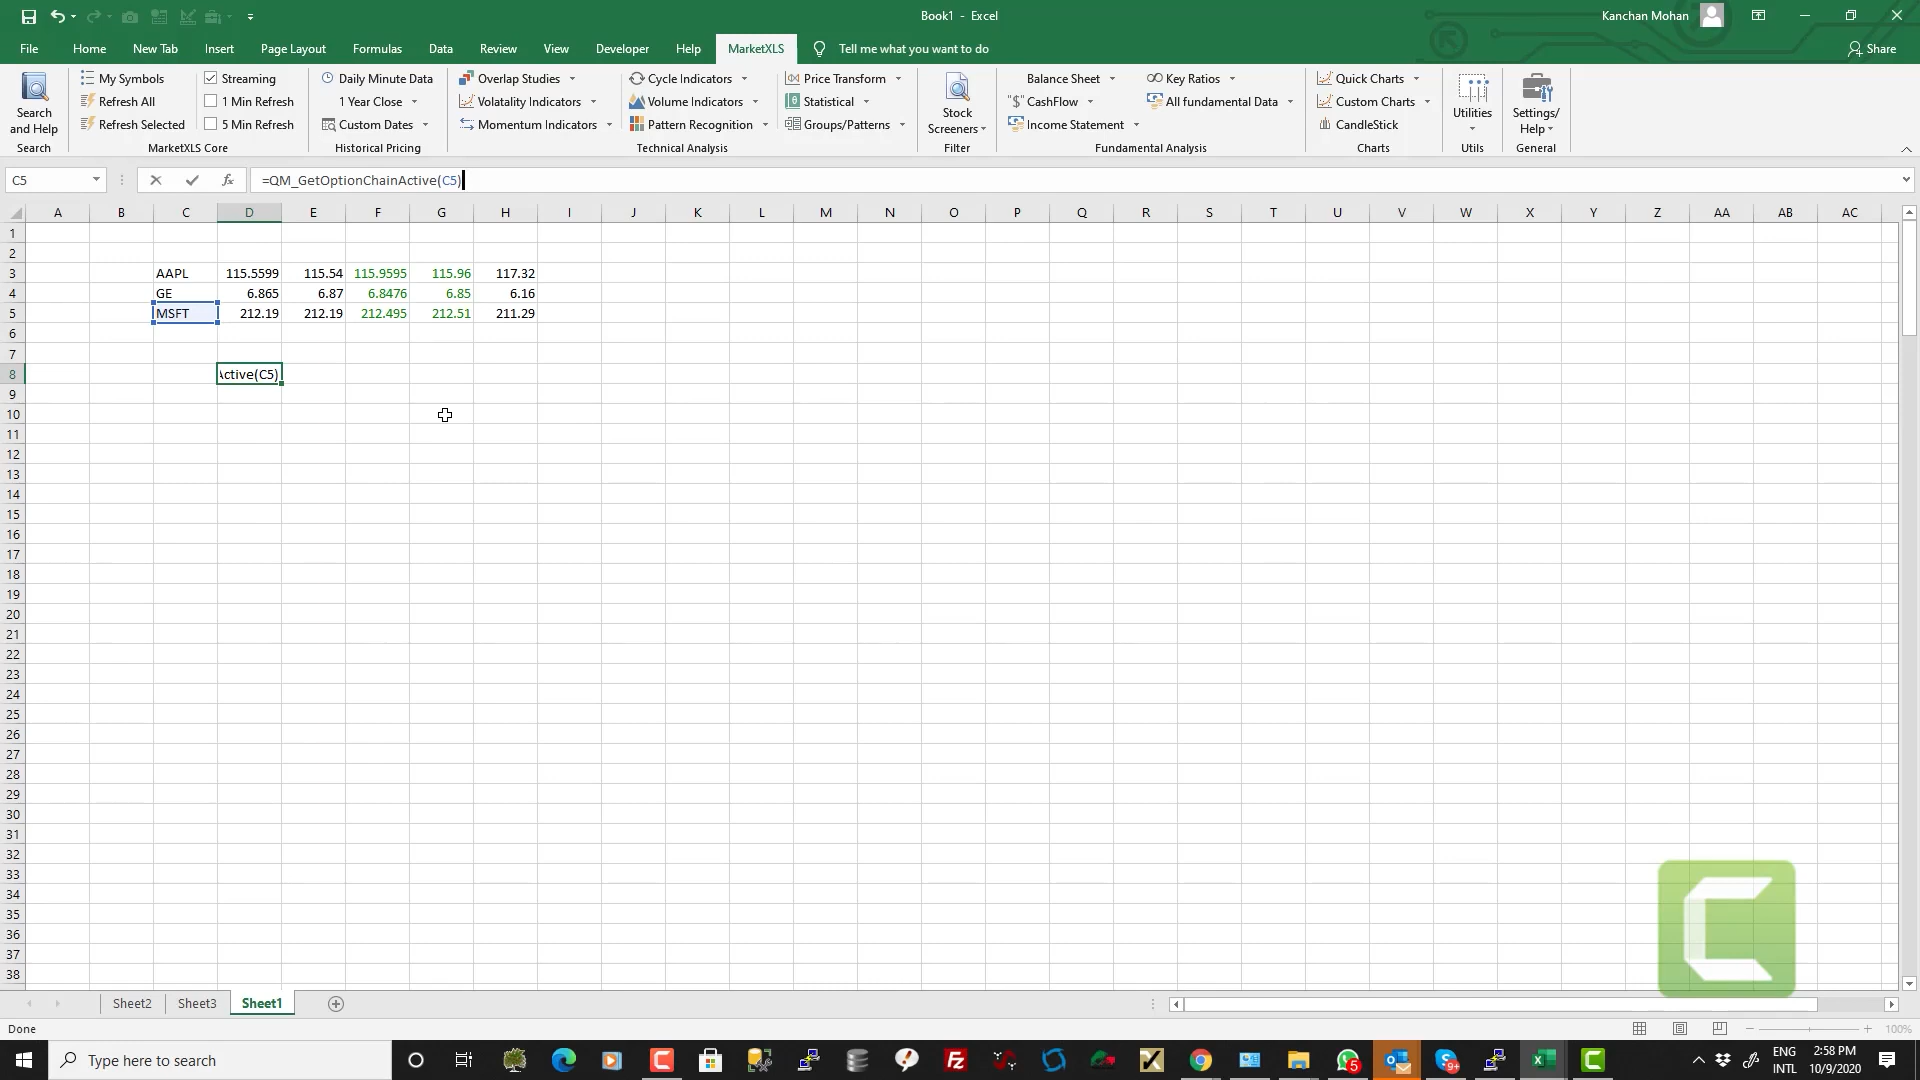 Book1 - Excel
Kanchan Mohan
File Home New Tab Insert Page Layout Formulas Data Review View Developer Help MarketXLS Tell me what you want to do Share
Search and Help
Search
My Symbols
Refresh All
Refresh Selected
Streaming
1 Min Refresh
5 Min Refresh
MarketXLS Core
Daily Minute Data
1 Year Close
Custom Dates
Historical Pricing
Overlap Studies
Volatality Indicators
Momentum Indicators
Cycle Indicators
Volume Indicators
Pattern Recognition
Price Transform
Statistical
Groups/Patterns
Technical Analysis
Stock Screeners
Filter
Balance Sheet
"$" CashFlow
Income Statement
Key Ratios
All fundamental Data
Fundamental Analysis
Quick Charts
Custom Charts
CandleStick
Charts
Utilities
Utils
Settings/ Help
General
C5 fx =QM_GetOptionChainActive(C5)
A B C D E F G H I J K L M N O P Q R S T U V W X Y Z AA AB AC
1
2
3 AAPL 115.5599 115.54 115.9595 115.96 117.32
4 GE 6.865 6.87 6.8476 6.85 6.16
5 MSFT 212.19 212.19 212.495 212.51 211.29
6
7
8 Active(C5)
9
10
11
12
13
14
15
16
17
18
19
20
21
22
23
24
25
26
27
28
29
30
31
32
33
34
35
36
37
38
Sheet2 Sheet3 Sheet1
Done
100%
Type here to search
5
9+
ENG
INTL
2:58 PM
10/9/2020